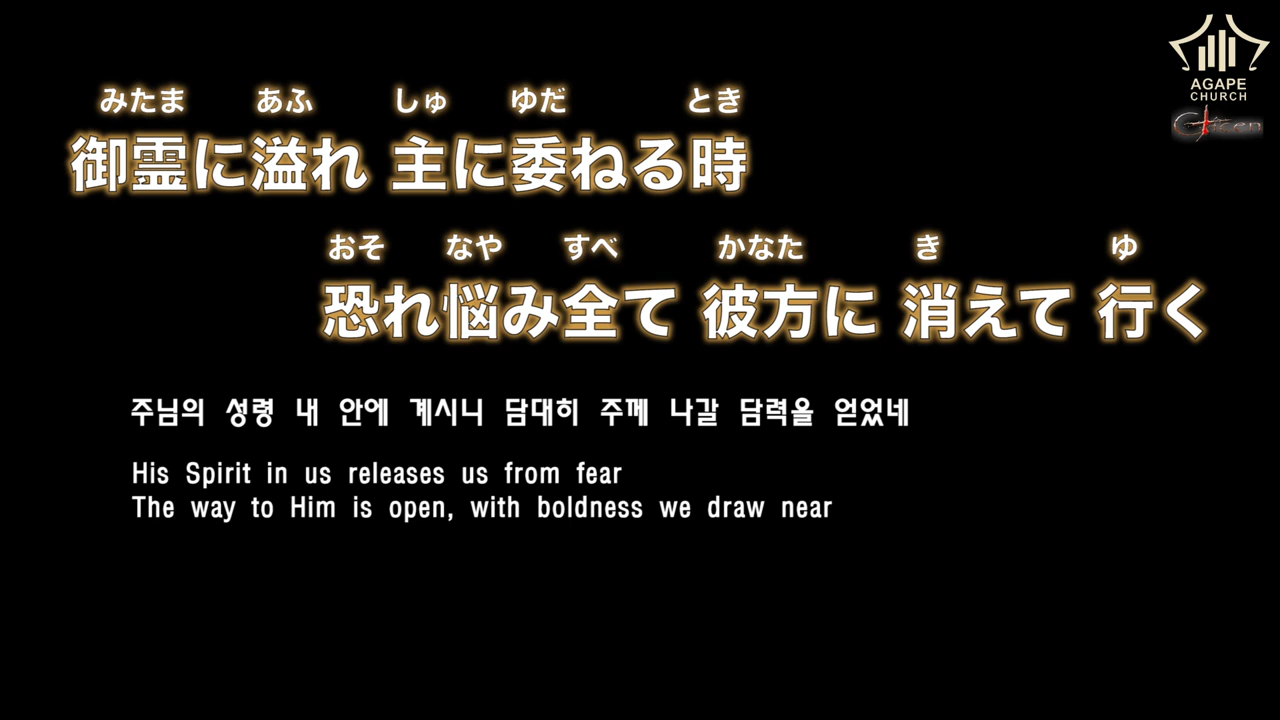 みたま あふ しゅ ゆだ とき
御霊に溢れ 主に委ねる時
おそ なや すべ かなた き ゆ
恐れ悩み全て 彼方に 消えて 行く
주님의 성령 내 안에 계시니 담대히 주께 나갈 담력을 얻었네
His Spirit in us releases us from fear
The way to Him is open, with boldness we draw near
AGAPE
CHURCH